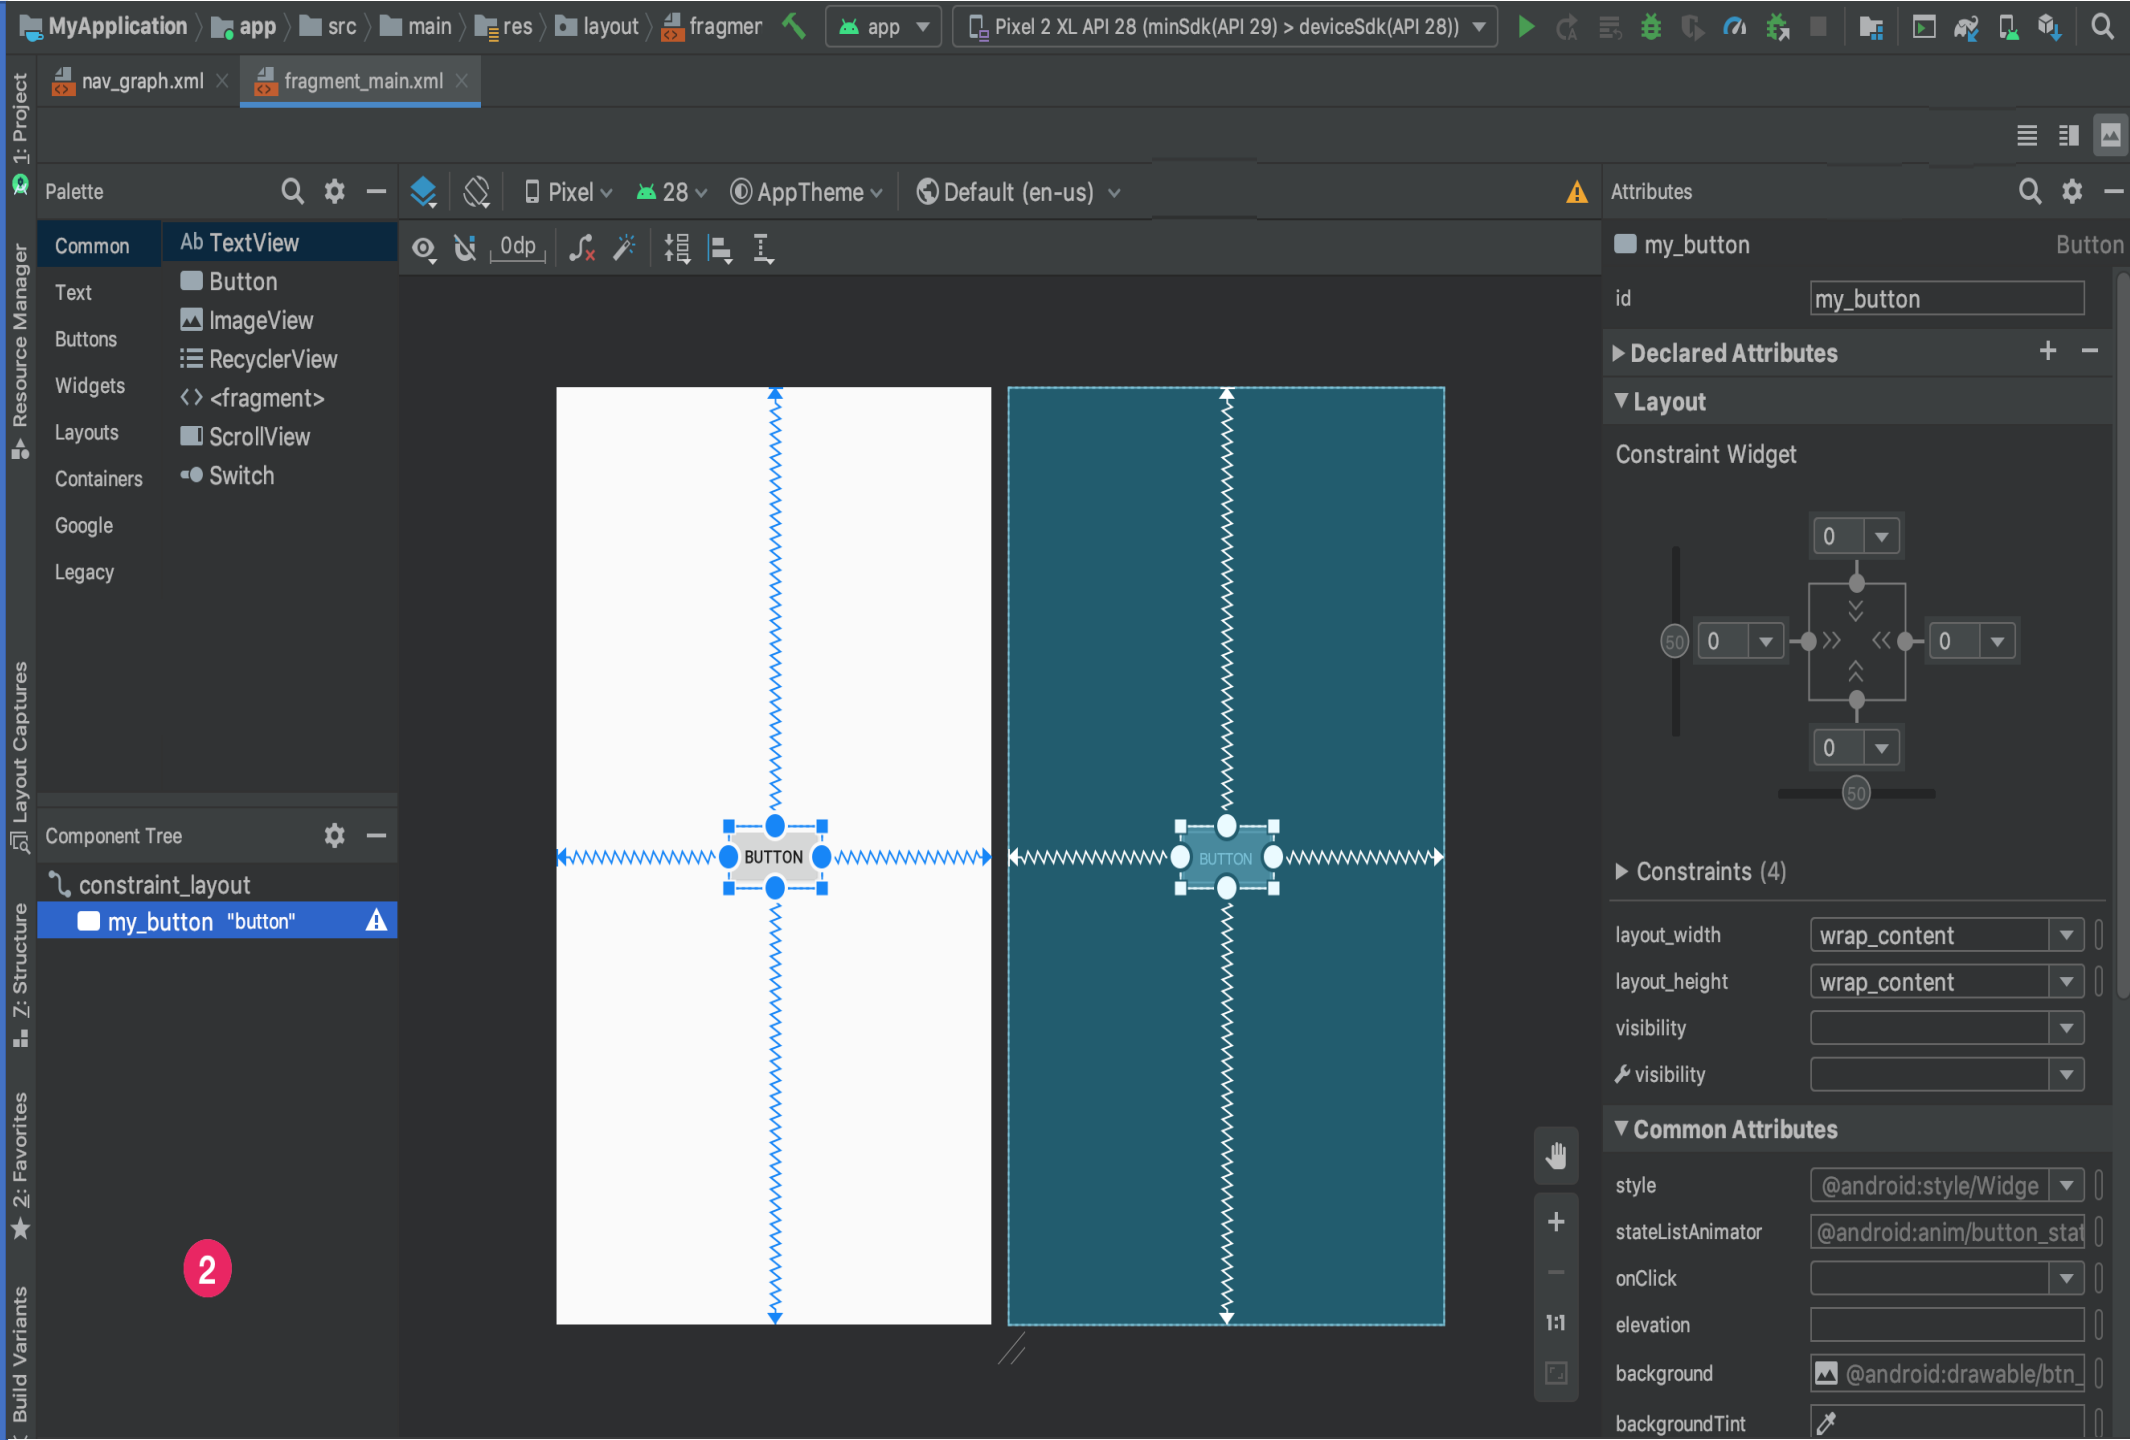 MyApplication app src main res layout fragmer app Pixel 2 XL API 28 (minSdk(API 29) > deviceSdk(API 28))
nav_graph.xml fragment_main.xml
1: Project
Resource Manager
Layout Captures
Z: Structure
2: Favorites
Build Variants
Palette
Common
Text
Buttons
Widgets
Layouts
Containers
Google
Legacy
Ab TextView
Button
ImageView
RecyclerView
<fragment>
ScrollView
Switch
Component Tree
constraint_layout
my_button "button"
2
Pixel 28 AppTheme Default (en-us)
0dp
BUTTON
BUTTON
1:1
Attributes
my_button Button
id my_button
Declared Attributes
Layout
Constraint Widget
0
50 0 0
0
50
Constraints (4)
layout_width wrap_content
layout_height wrap_content
visibility
visibility
Common Attributes
style @android:style/Widge
stateListAnimator @android:anim/button_stat
onClick
elevation
background @android:drawable/btn_
backgroundTint